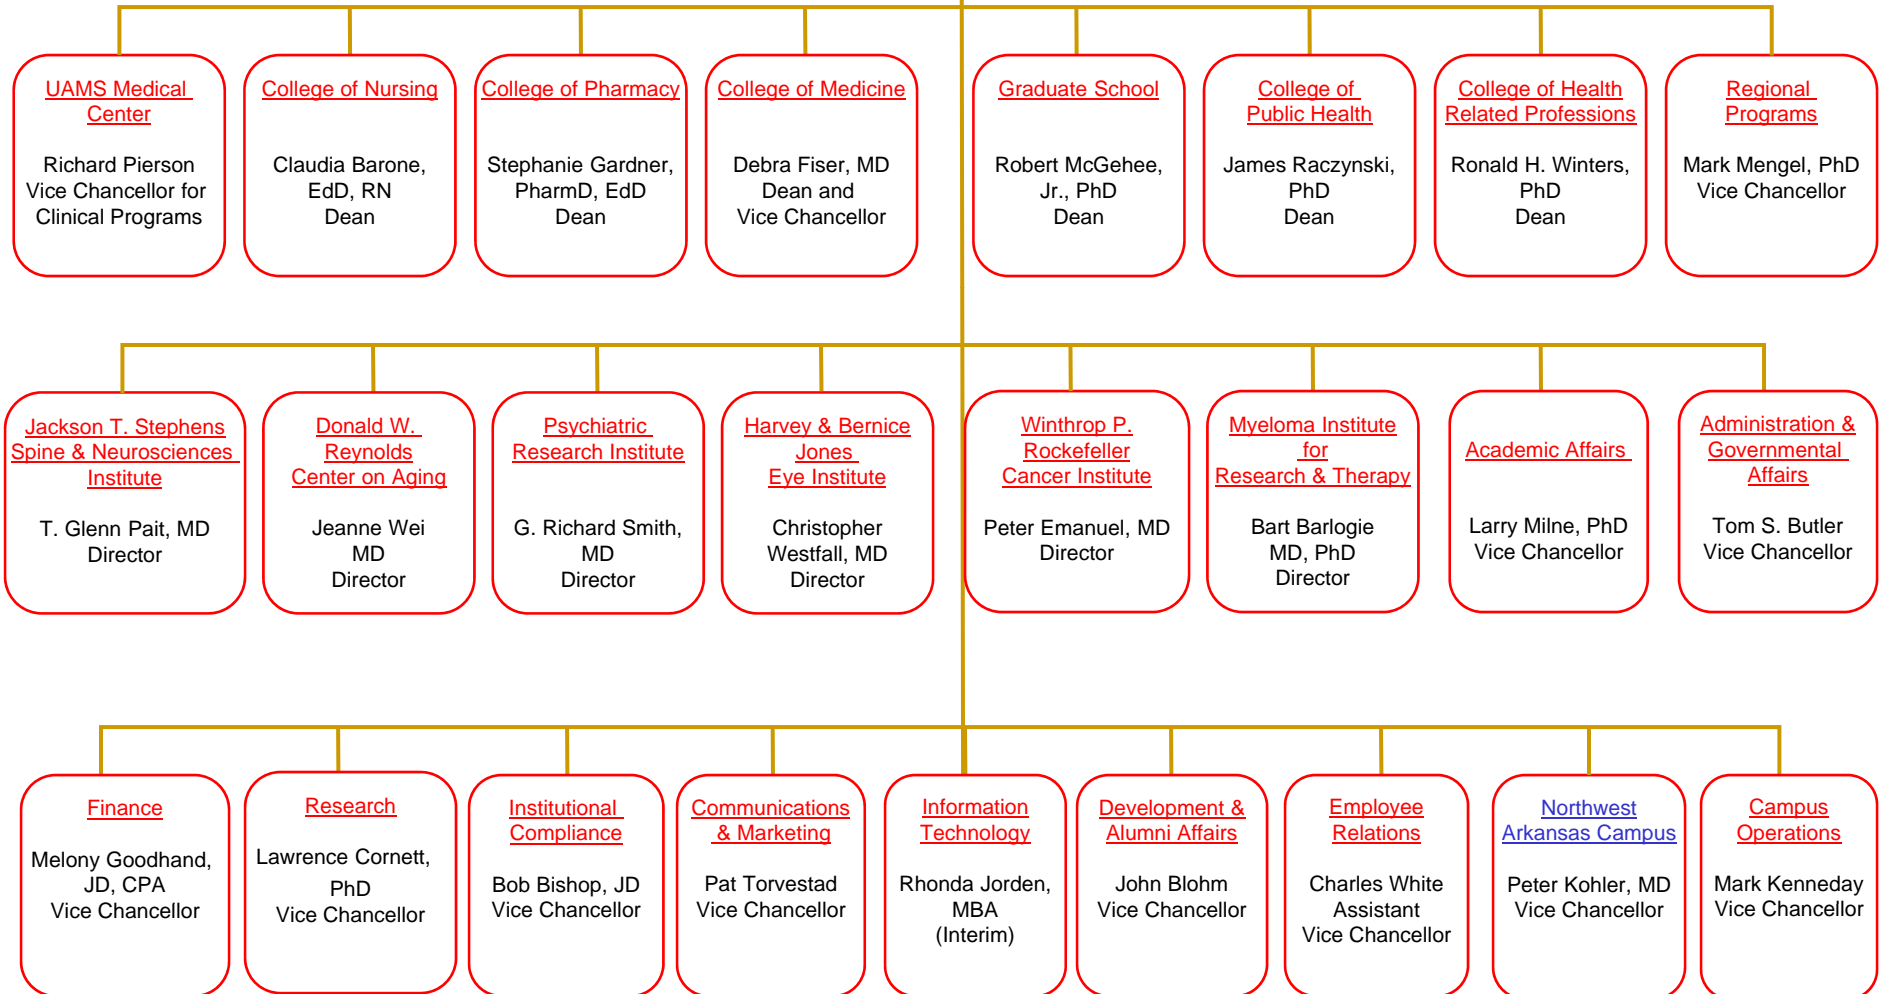 UAMS Medical
Center
Richard Pierson
Vice Chancellor for
Clinical Programs
College of Nursing
Claudia Barone,
EdD, RN
Dean
College of Pharmacy
Stephanie Gardner,
PharmD, EdD
Dean
College of Medicine
Debra Fiser, MD
Dean and
Vice Chancellor
Graduate School
Robert McGehee,
Jr., PhD
Dean
College of
Public Health
James Raczynski,
PhD
Dean
College of Health
Related Professions
Ronald H. Winters,
PhD
Dean
Regional
Programs
Mark Mengel, PhD
Vice Chancellor
Jackson T. Stephens
Spine & Neurosciences
Institute
T. Glenn Pait, MD
Director
Donald W.
Reynolds
Center on Aging
Jeanne Wei
MD
Director
Psychiatric
Research Institute
G. Richard Smith,
MD
Director
Harvey & Bernice
Jones
Eye Institute
Christopher
Westfall, MD
Director
Winthrop P.
Rockefeller
Cancer Institute
Peter Emanuel, MD
Director
Myeloma Institute
for
Research & Therapy
Bart Barlogie
MD, PhD
Director
Academic Affairs
Larry Milne, PhD
Vice Chancellor
Administration &
Governmental
Affairs
Tom S. Butler
Vice Chancellor
Finance
Melony Goodhand,
JD, CPA
Vice Chancellor
Research
Lawrence Cornett,
PhD
Vice Chancellor
Institutional
Compliance
Bob Bishop, JD
Vice Chancellor
Communications
& Marketing
Pat Torvestad
Vice Chancellor
Information
Technology
Rhonda Jorden,
MBA
(Interim)
Development &
Alumni Affairs
John Blohm
Vice Chancellor
Employee
Relations
Charles White
Assistant
Vice Chancellor
Northwest
Arkansas Campus
Peter Kohler, MD
Vice Chancellor
Campus
Operations
Mark Kenneday
Vice Chancellor